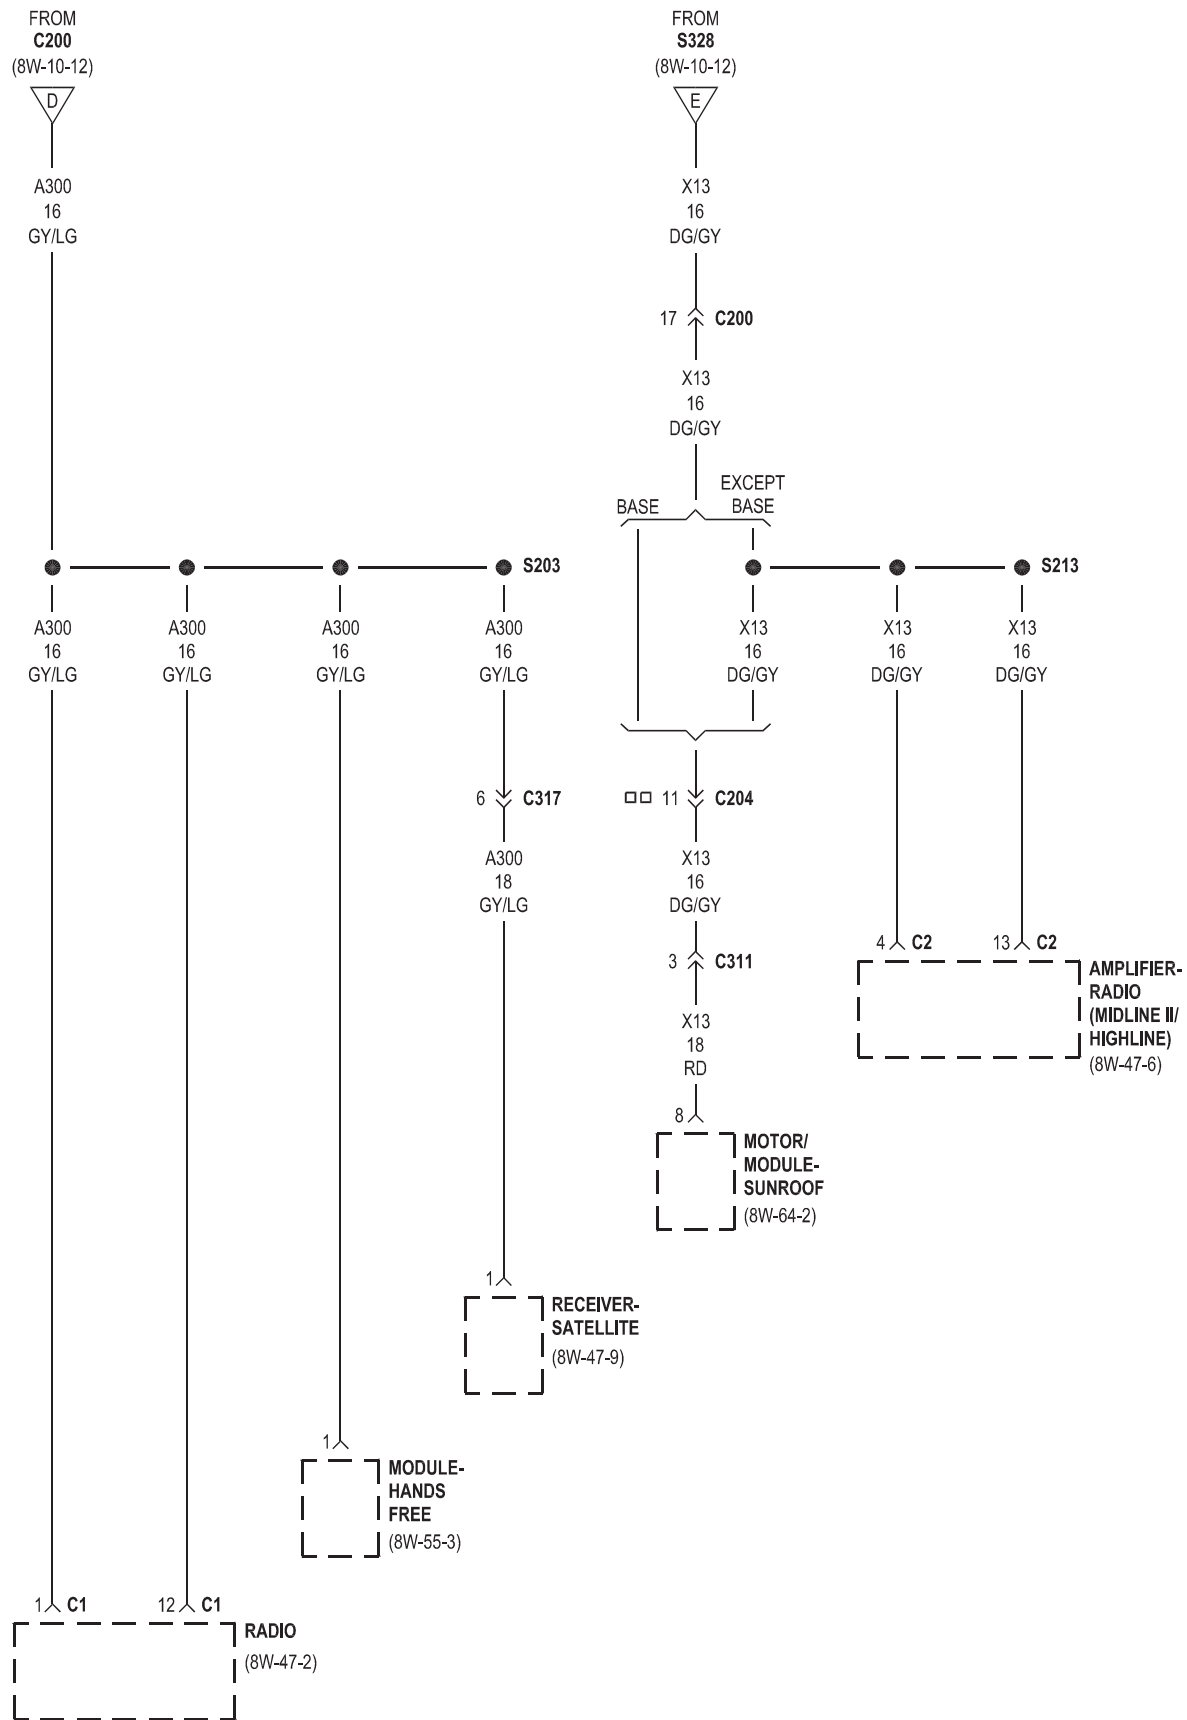 FROM
C200
(8W-10-12)
D
A300
16
GY/LG
FROM
S328
(8W-10-12)
E
X13
16
DG/GY
17 C200
X13
16
DG/GY
BASE
EXCEPT
BASE
S203
S213
A300
16
GY/LG
A300
16
GY/LG
A300
16
GY/LG
A300
16
GY/LG
X13
16
DG/GY
X13
16
DG/GY
X13
16
DG/GY
6 C317
□□ 11 C204
A300
18
GY/LG
X13
16
DG/GY
4 C2
13 C2
3 C311
AMPLIFIER-
RADIO
(MIDLINE II/
HIGHLINE)
(8W-47-6)
X13
18
RD
8
MOTOR/
MODULE-
SUNROOF
(8W-64-2)
1
RECEIVER-
SATELLITE
(8W-47-9)
1
MODULE-
HANDS
FREE
(8W-55-3)
1 C1
12 C1
RADIO
(8W-47-2)